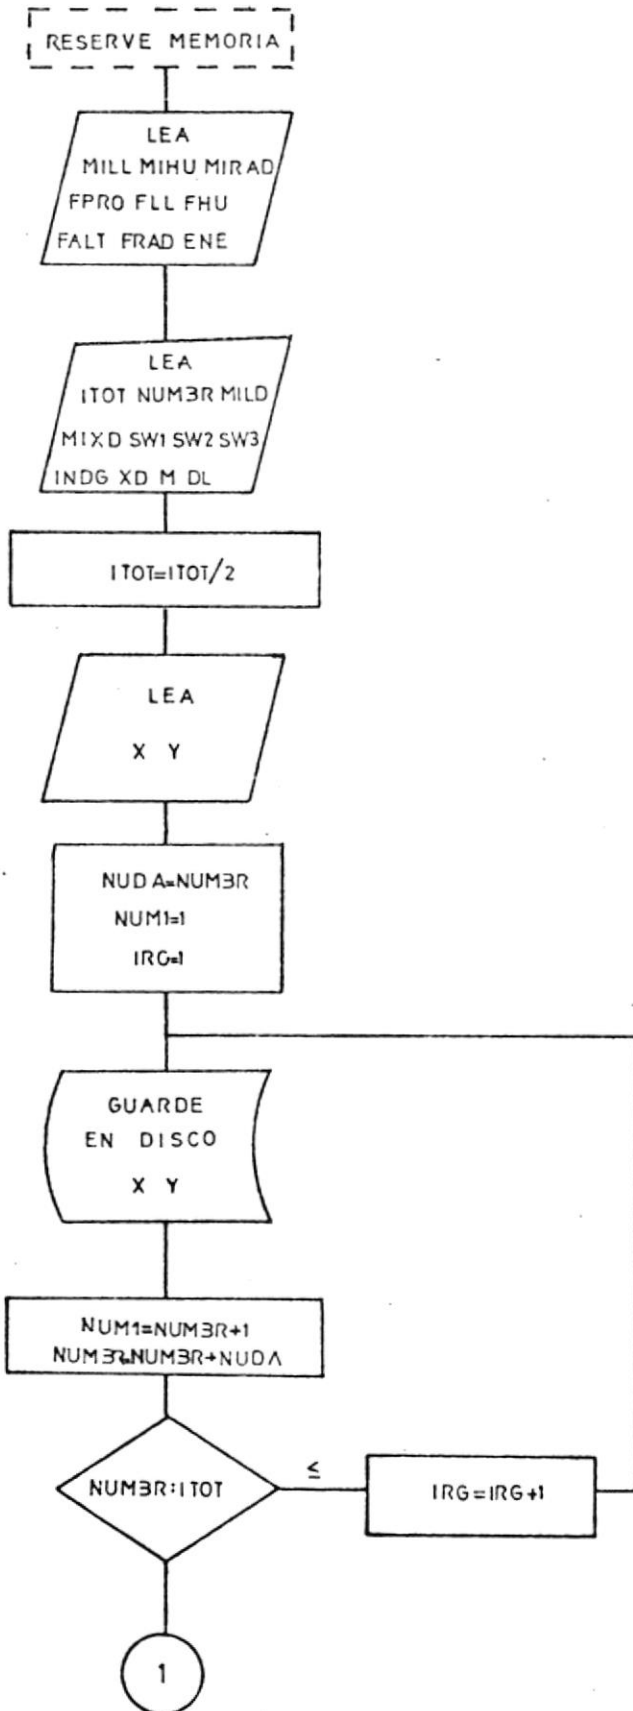 RESERVE MEMORIA
LEA
MILL MIHU MIRAD
FPRO FLL FHU
FALT FRAD ENE
LEA
ITOT NUM3R MILD
MIXD SW1 SW2 SW3
INDG XD M DL
ITOT=ITOT/2
LEA
X Y
NUDA=NUM3R
NUM1=1
IRG=1
GUARDE
EN DISCO
X Y
NUM1=NUM3R+1
NUM3R=NUM3R+NUDA
NUM3R:ITOT
≤
IRG=IRG+1
1